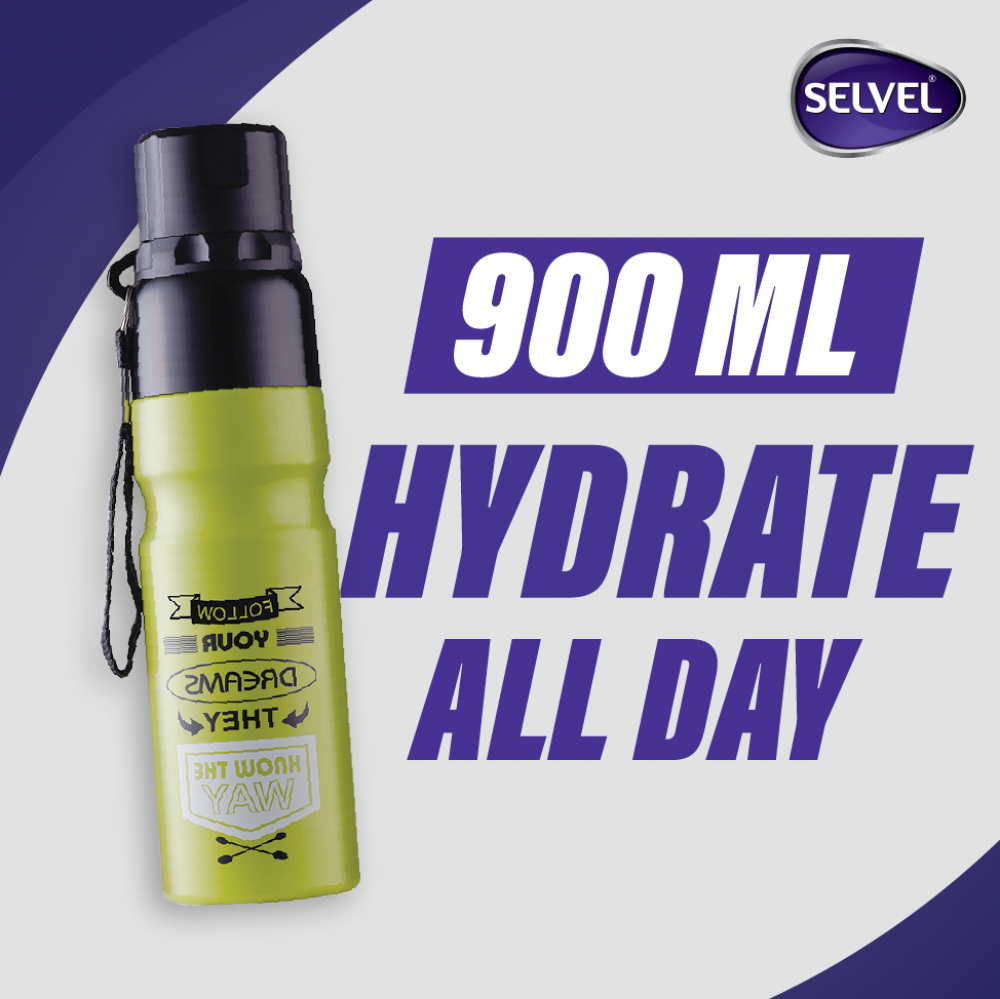 SELVEL®
900 ML
HYDRATE
ALL DAY
FOLLOW
YOUR
DREAMS
THEY
KNOW THE
WAY